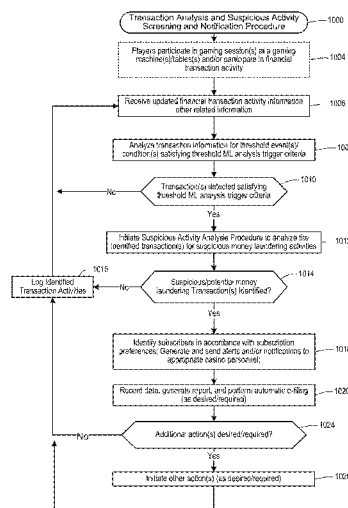 Transaction Analysis and Suspicious Activity
Screening and Notification Procedure
1000
Players participate in gaming session(s) at a gaming
machine(s)/tables(s) and/or participate in financial
transaction activity
1004
Receive updated financial transaction activity information
other related information
1006
Analyze transaction information for threshold event(s)/
condition(s) satisfying threshold ML analysis trigger criteria
100
Transaction(s) detected satisfying
threshold ML analysis trigger criteria
1010
No
Yes
Initiate Suspicious Activity Analysis Procedure to analyze the
identified transaction(s) for suspicious money laundering activities
1012
1016
Log Identified
Transaction Activities
No
Suspicious/potential money
laundering Transaction(s) Identified?
1014
Yes
Identify subscribers in accordance with subscription
preferences; Generate and send alerts and/or notifications to
appropriate casino personnel;
1018
Record data, generate report, and perform automatic e-filing
(as desired/required)
1020
No
Additional action(s) desired/required?
1024
Yes
Initiate other action(s) (as desired/required)
102